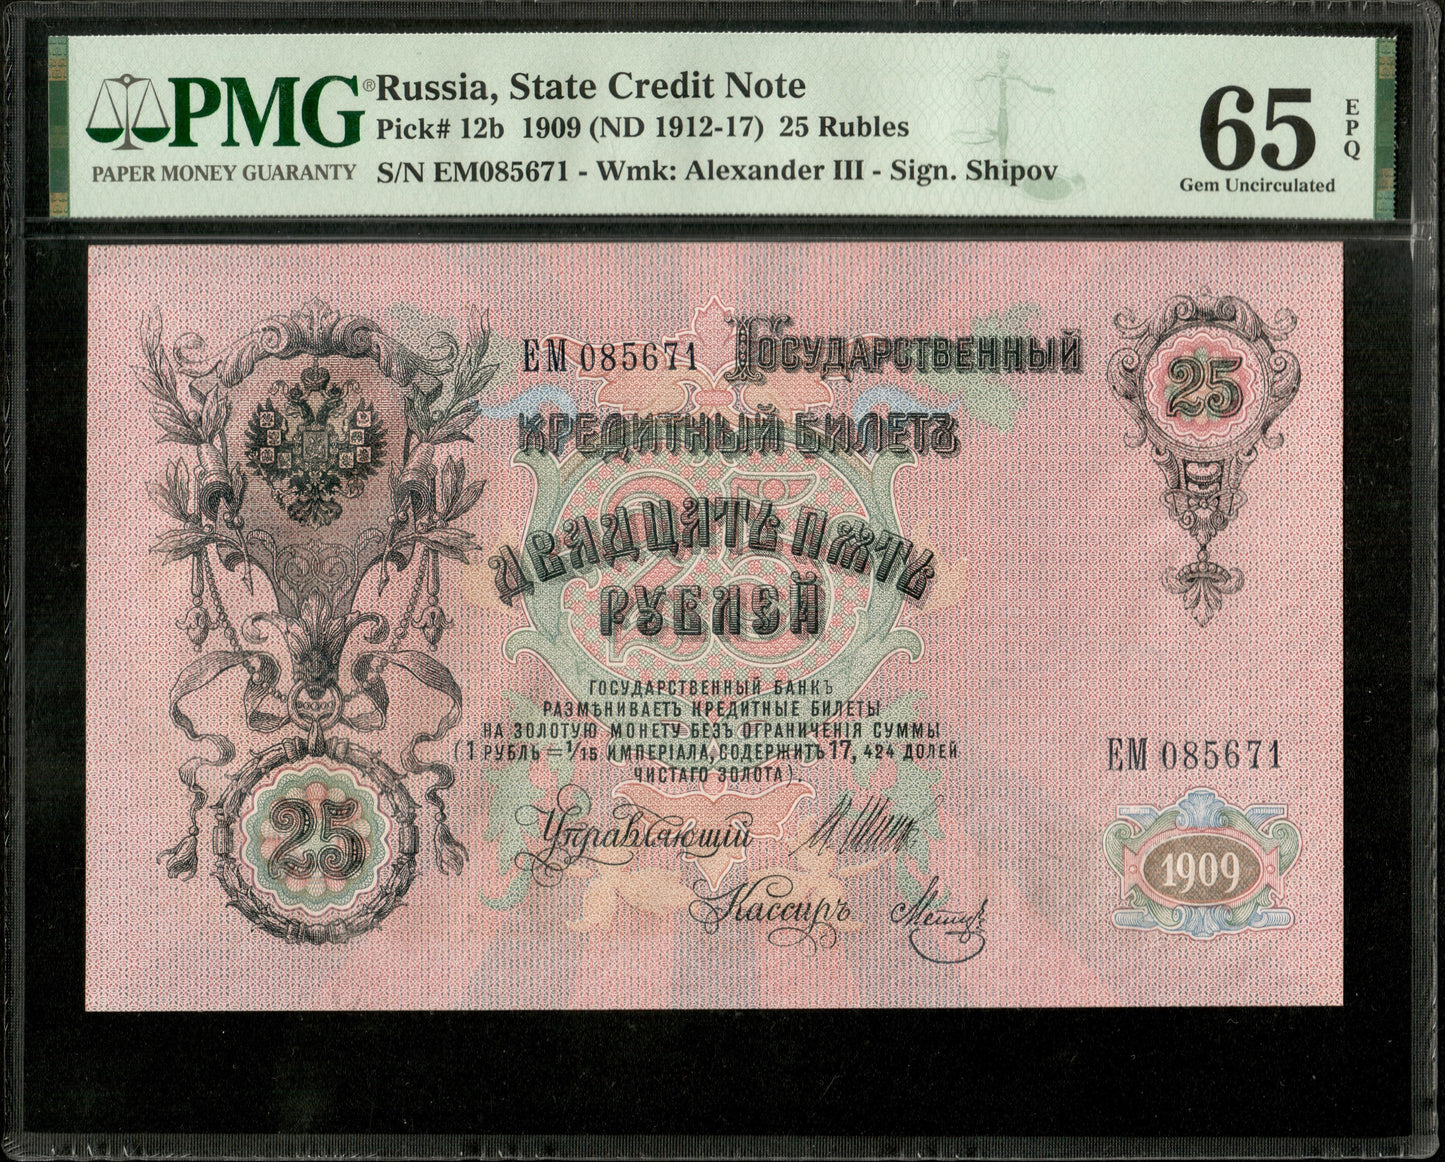 PMG®
PAPER MONEY GUARANTY
Russia, State Credit Note
Pick# 12b 1909 (ND 1912-17) 25 Rubles
S/N EM085671 - Wmk: Alexander III - Sign. Shipov
65 EPQ
Gem Uncirculated
ЕМ 085671 ГОСУДАРСТВЕННЫЙ
КРЕДИТНЫЙ БИЛЕТЪ
25
ДВАДЦАТЬ ПЯТЬ
РУБЛЕЙ
25
ГОСУДАРСТВЕННЫЙ БАНКЪ
РАЗМѢНИВАЕТЪ КРЕДИТНЫЕ БИЛЕТЫ
НА ЗОЛОТУЮ МОНЕТУ БЕЗЪ ОГРАНИЧЕНІЯ СУММЫ
(1 РУБЛЬ = 1/15 ИМПЕРІАЛА, СОДЕРЖИТЪ 17,424 ДОЛЕЙ
ЧИСТАГО ЗОЛОТА).
ЕМ 085671
25
Управляющій
Кассиръ
1909